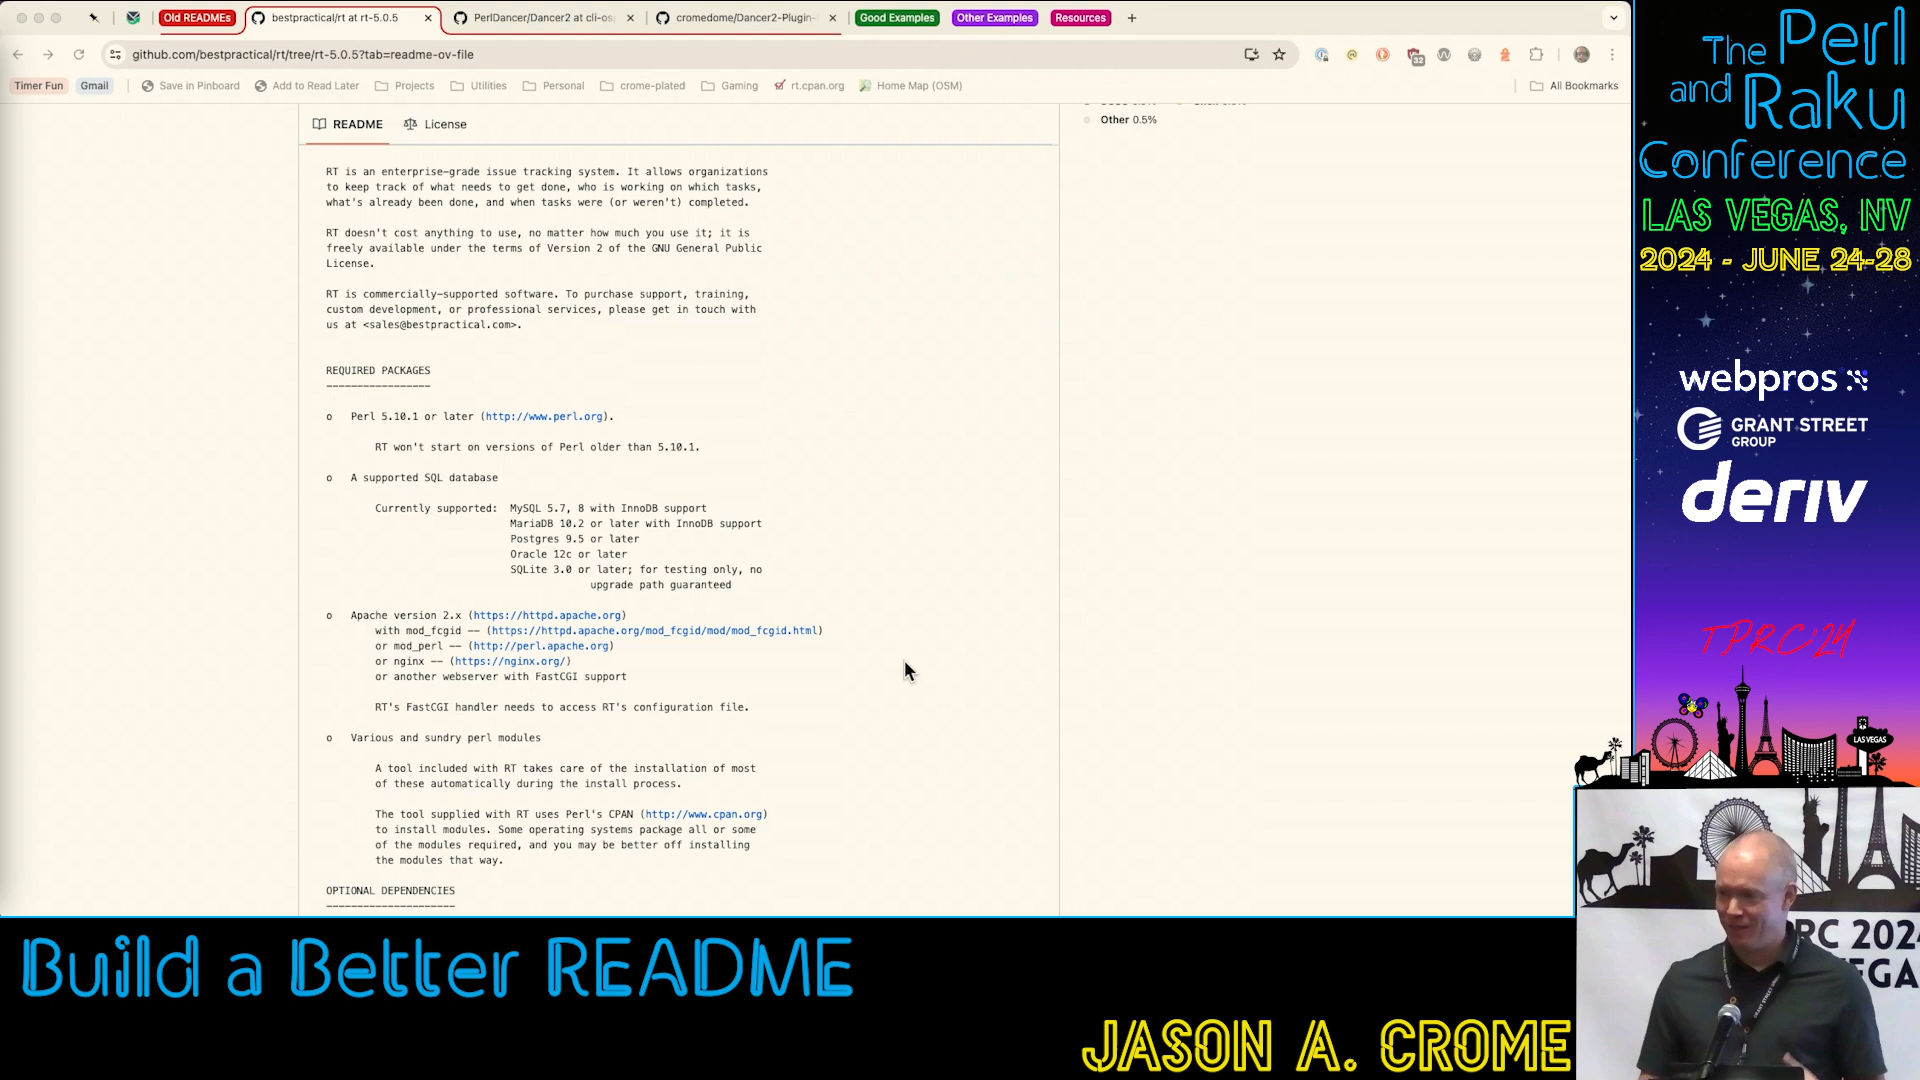 Old READMEs
bestpractical/rt at rt-5.0.5
PerlDancer/Dancer2 at cli-os
cromedome/Dancer2-Plugin-
Good Examples
Other Examples
Resources
github.com/bestpractical/rt/tree/rt-5.0.5?tab=readme-ov-file
32
Timer Fun
Gmail
Save in Pinboard
Add to Read Later
Projects
Utilities
Personal
crome-plated
Gaming
rt.cpan.org
Home Map (OSM)
All Bookmarks
README
License
Other 0.5%
RT is an enterprise-grade issue tracking system. It allows organizations
to keep track of what needs to get done, who is working on which tasks,
what's already been done, and when tasks were (or weren't) completed.
RT doesn't cost anything to use, no matter how much you use it; it is
freely available under the terms of Version 2 of the GNU General Public
License.
RT is commercially-supported software. To purchase support, training,
custom development, or professional services, please get in touch with
us at <sales@bestpractical.com>.
REQUIRED PACKAGES
-----------------
o Perl 5.10.1 or later (http://www.perl.org).
RT won't start on versions of Perl older than 5.10.1.
o A supported SQL database
Currently supported: MySQL 5.7, 8 with InnoDB support
MariaDB 10.2 or later with InnoDB support
Postgres 9.5 or later
Oracle 12c or later
SQLite 3.0 or later; for testing only, no
upgrade path guaranteed
o Apache version 2.x (https://httpd.apache.org)
with mod_fcgid -- (https://httpd.apache.org/mod_fcgid/mod/mod_fcgid.html)
or mod_perl -- (http://perl.apache.org)
or nginx -- (https://nginx.org/)
or another webserver with FastCGI support
RT's FastCGI handler needs to access RT's configuration file.
o Various and sundry perl modules
A tool included with RT takes care of the installation of most
of these automatically during the install process.
The tool supplied with RT uses Perl's CPAN (http://www.cpan.org)
to install modules. Some operating systems package all or some
of the modules required, and you may be better off installing
the modules that way.
OPTIONAL DEPENDENCIES
---------------------
The Perl
and Raku
Conference
LAS VEGAS, NV
2024 - JUNE 24-28
webpros
GRANT STREET
GROUP
deriv
TPRC'24
LAS VEGAS
RC 202
EGA
Build a Better README
JASON A. CROME